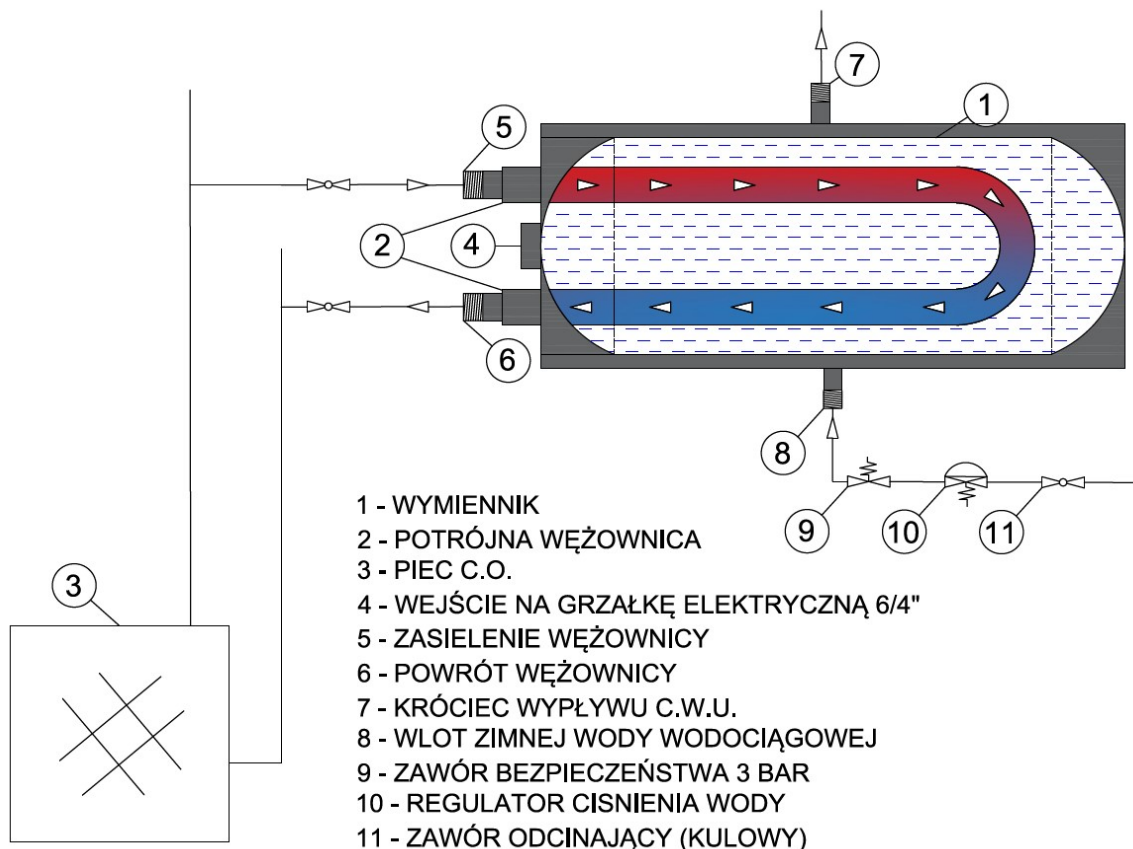 7
1
5
2
4
6
8
9
10
11
3
1 - WYMIENNIK
2 - POTRÓJNA WĘŻOWNICA
3 - PIEC C.O.
4 - WEJŚCIE NA GRZAŁKĘ ELEKTRYCZNĄ 6/4"
5 - ZASIELENIE WĘŻOWNICY
6 - POWRÓT WĘŻOWNICY
7 - KRÓCIEC WYPŁYWU C.W.U.
8 - WLOT ZIMNEJ WODY WODOCIĄGOWEJ
9 - ZAWÓR BEZPIECZEŃSTWA 3 BAR
10 - REGULATOR CISNIENIA WODY
11 - ZAWÓR ODCINAJĄCY (KULOWY)